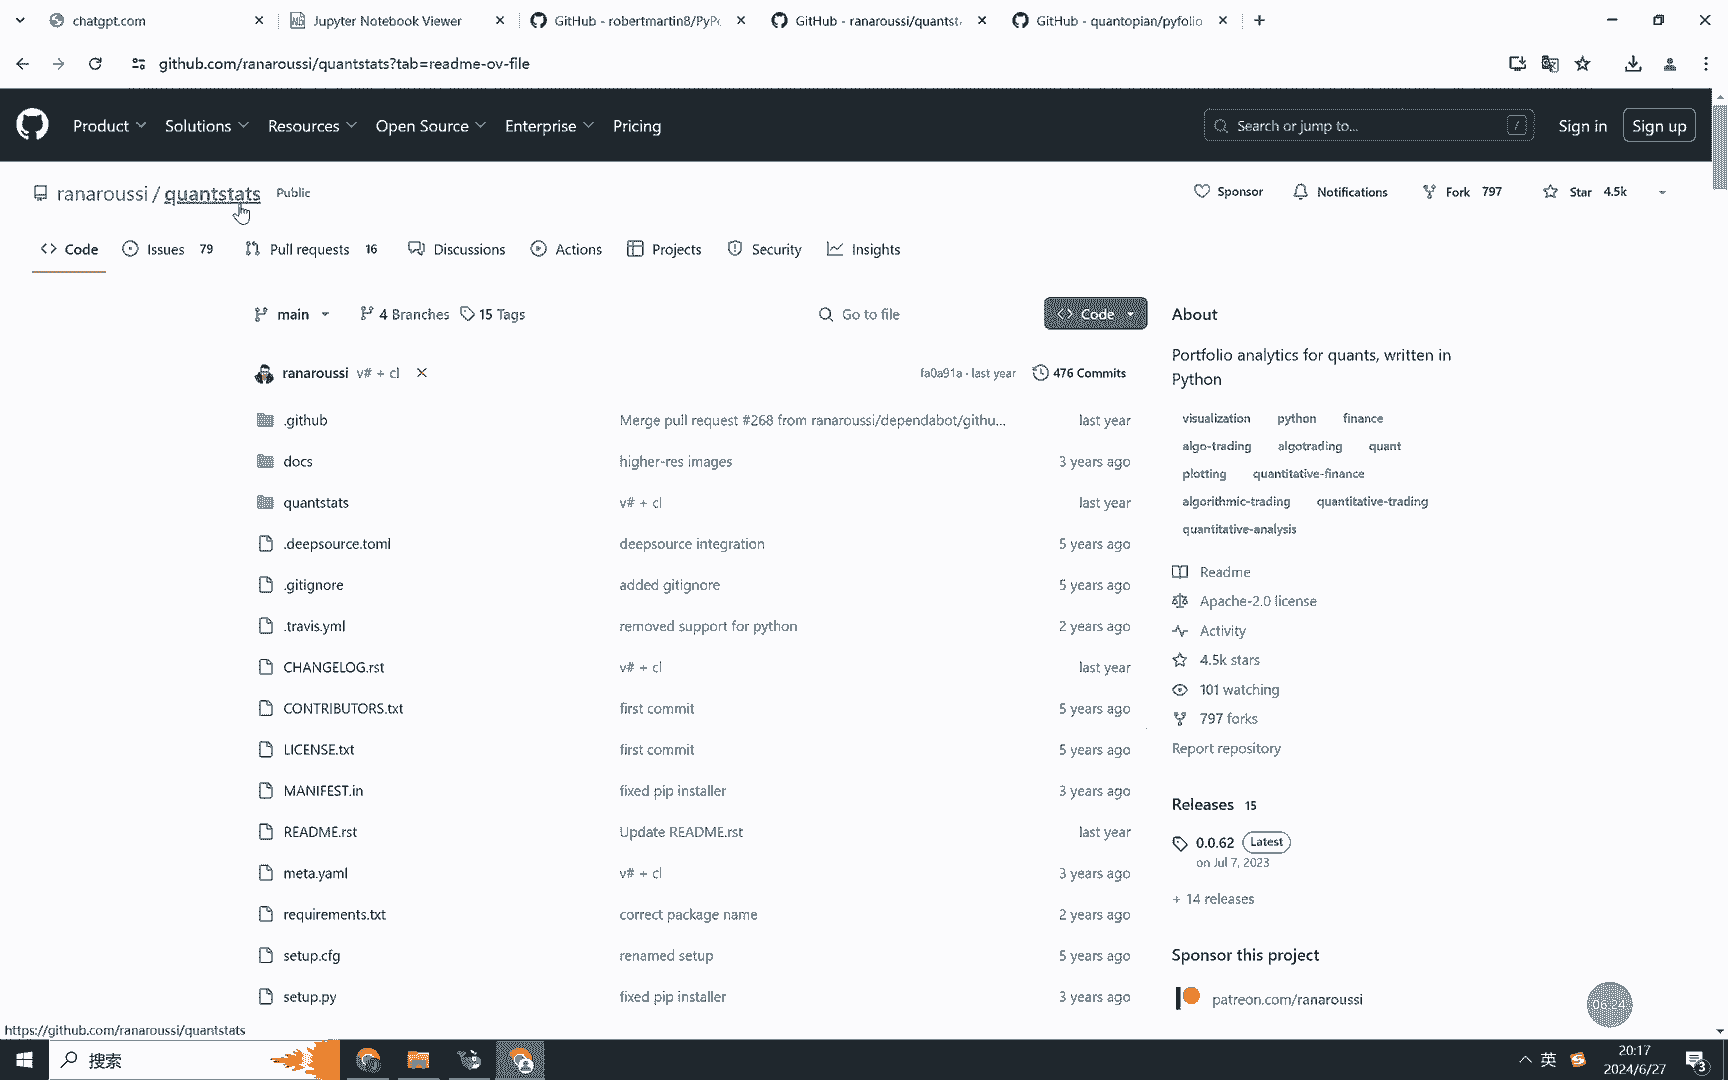 chatgpt.com
Jupyter Notebook Viewer
GitHub - robertmartin8/PyPo
GitHub - ranaroussi/quantst
GitHub - quantopian/pyfolio
github.com/ranaroussi/quantstats?tab=readme-ov-file
Product Solutions Resources Open Source Enterprise Pricing
Search or jump to... /
Sign in Sign up
ranaroussi / quantstats Public
Sponsor Notifications Fork 797 Star 4.5k
Code Issues 79 Pull requests 16 Discussions Actions Projects Security Insights
main 4 Branches 15 Tags Go to file Code
ranaroussi v# + cl fa0a91a · last year 476 Commits
.github Merge pull request #268 from ranaroussi/dependabot/githu... last year
docs higher-res images 3 years ago
quantstats v# + cl last year
.deepsource.toml deepsource integration 5 years ago
.gitignore added gitignore 5 years ago
.travis.yml removed support for python 2 years ago
CHANGELOG.rst v# + cl last year
CONTRIBUTORS.txt first commit 5 years ago
LICENSE.txt first commit 5 years ago
MANIFEST.in fixed pip installer 3 years ago
README.rst Update README.rst last year
meta.yaml v# + cl 3 years ago
requirements.txt correct package name 2 years ago
setup.cfg renamed setup 5 years ago
setup.py fixed pip installer 3 years ago
About
Portfolio analytics for quants, written in
Python
visualization python finance
algo-trading algotrading quant
plotting quantitative-finance
algorithmic-trading quantitative-trading
quantitative-analysis
Readme
Apache-2.0 license
Activity
4.5k stars
101 watching
797 forks
Report repository
Releases 15
0.0.62 Latest
on Jul 7, 2023
+ 14 releases
Sponsor this project
patreon.com/ranaroussi
06:24
https://github.com/ranaroussi/quantstats
搜索
英
20:17
2024/6/27
3